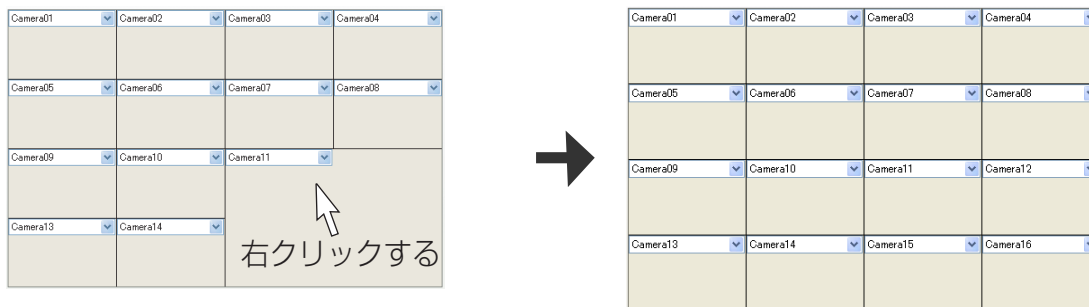 Camera01 Camera02 Camera03 Camera04
Camera05 Camera06 Camera07 Camera08
Camera09 Camera10 Camera11
Camera13 Camera14
右クリックする
Camera01 Camera02 Camera03 Camera04
Camera05 Camera06 Camera07 Camera08
Camera09 Camera10 Camera11 Camera12
Camera13 Camera14 Camera15 Camera16